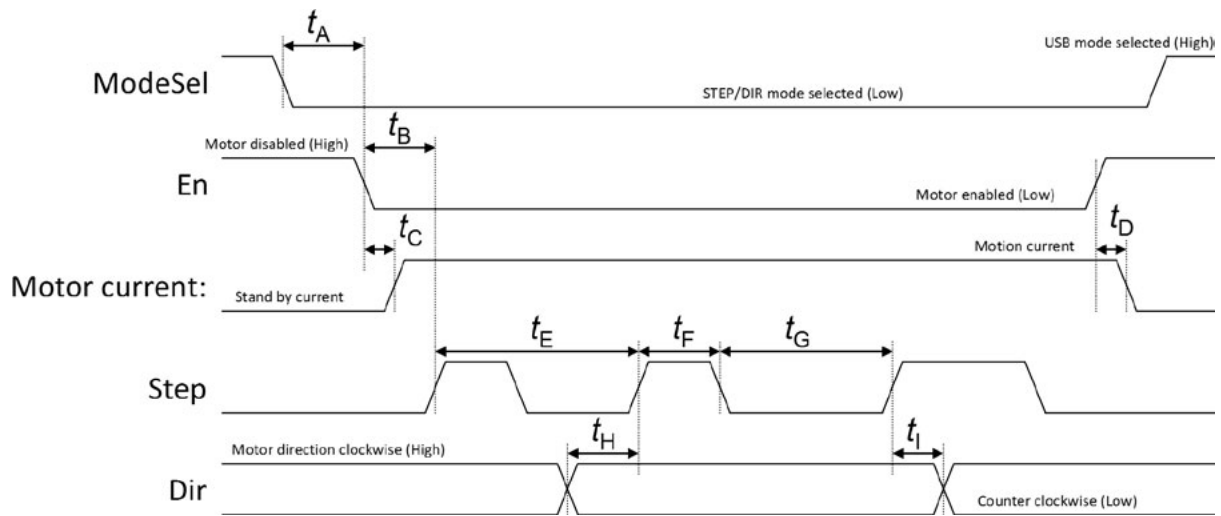 tA
USB mode selected (High)
ModeSel
STEP/DIR mode selected (Low)
tB
Motor disabled (High)
En
Motor enabled (Low)
tC
tD
Motion current
Motor current:
Stand by current
tE
tF
tG
Step
tH
tI
Motor direction clockwise (High)
Dir
Counter clockwise (Low)